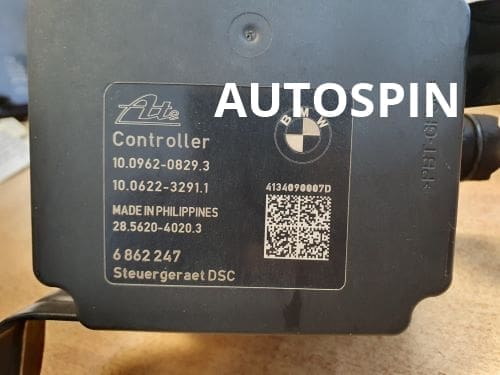 AUTOSPIN
Ate
BMW
Controller
10.0962-0829.3
10.0622-3291.1
4134090007D
MADE IN PHILIPPINES
28.5620-4020.3
6 862 247
Steuergeraet DSC